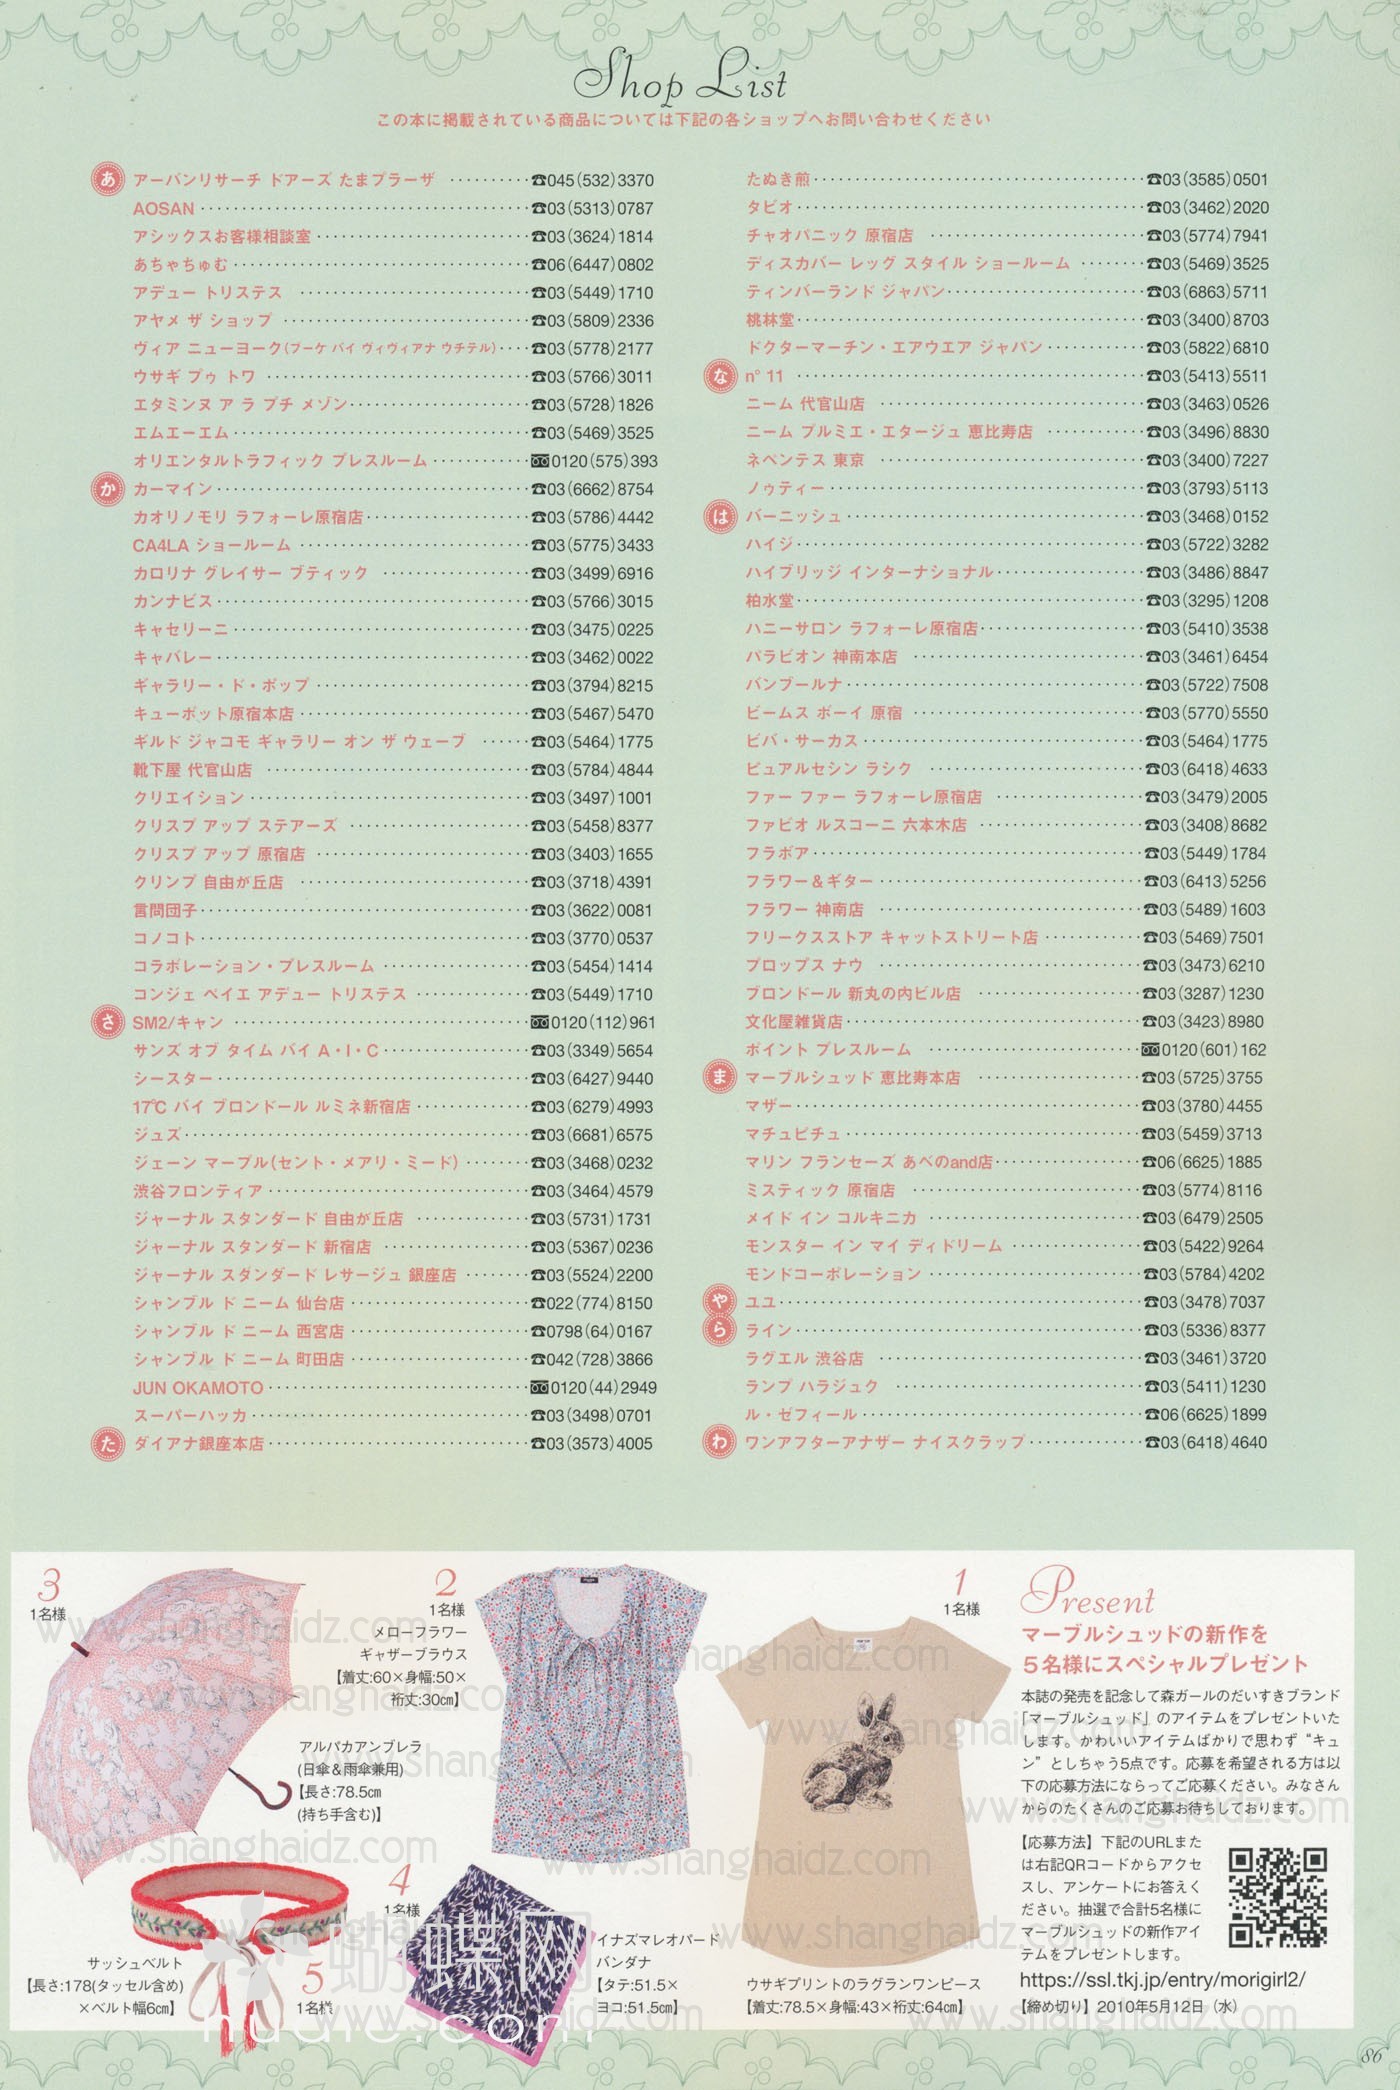 Shop List
この本に掲載されている商品については下記の各ショップへお問い合わせください
あ アーバンリサーチ ドアーズ たまプラーザ ☎045(532)3370
AOSAN ☎03(5313)0787
アシックスお客様相談室 ☎03(3624)1814
あちゃちゅむ ☎06(6447)0802
アデュー トリステス ☎03(5449)1710
アヤメ ザ ショップ ☎03(5809)2336
ヴィア ニューヨーク(ブーケ バイ ヴィヴィアナ ウチテル) ☎03(5778)2177
ウサギ プゥ トワ ☎03(5766)3011
エタミンヌ ア ラ プチ メゾン ☎03(5728)1826
エムエーエム ☎03(5469)3525
オリエンタルトラフィック プレスルーム 0120(575)393
か カーマイン ☎03(6662)8754
カオリノモリ ラフォーレ原宿店 ☎03(5786)4442
CA4LA ショールーム ☎03(5775)3433
カロリナ グレイサー ブティック ☎03(3499)6916
カンナビス ☎03(5766)3015
キャセリーニ ☎03(3475)0225
キャバレー ☎03(3462)0022
ギャラリー・ド・ポップ ☎03(3794)8215
キューポット原宿本店 ☎03(5467)5470
ギルド ジャコモ ギャラリー オン ザ ウェーブ ☎03(5464)1775
靴下屋 代官山店 ☎03(5784)4844
クリエイション ☎03(3497)1001
クリスプ アップ ステアーズ ☎03(5458)8377
クリスプ アップ 原宿店 ☎03(3403)1655
クリンプ 自由が丘店 ☎03(3718)4391
言問団子 ☎03(3622)0081
コノコト ☎03(3770)0537
コラボレーション・プレスルーム ☎03(5454)1414
コンジェ ペイエ アデュー トリステス ☎03(5449)1710
さ SM2/キャン 0120(112)961
サンズ オブ タイム バイ A・I・C ☎03(3349)5654
シースター ☎03(6427)9440
17℃ バイ ブロンドール ルミネ新宿店 ☎03(6279)4993
ジュズ ☎03(6681)6575
ジェーン マープル(セント・メアリ・ミード) ☎03(3468)0232
渋谷フロンティア ☎03(3464)4579
ジャーナル スタンダード 自由が丘店 ☎03(5731)1731
ジャーナル スタンダード 新宿店 ☎03(5367)0236
ジャーナル スタンダード レサージュ 銀座店 ☎03(5524)2200
シャンブル ド ニーム 仙台店 ☎022(774)8150
シャンブル ド ニーム 西宮店 ☎0798(64)0167
シャンブル ド ニーム 町田店 ☎042(728)3866
JUN OKAMOTO 0120(44)2949
スーパーハッカ ☎03(3498)0701
た ダイアナ銀座本店 ☎03(3573)4005
たぬき煎 ☎03(3585)0501
タビオ ☎03(3462)2020
チャオパニック 原宿店 ☎03(5774)7941
ディスカバー レッグ スタイル ショールーム ☎03(5469)3525
ティンバーランド ジャパン ☎03(6863)5711
桃林堂 ☎03(3400)8703
ドクターマーチン・エアウエア ジャパン ☎03(5822)6810
な n° 11 ☎03(5413)5511
ニーム 代官山店 ☎03(3463)0526
ニーム プルミエ・エタージュ 恵比寿店 ☎03(3496)8830
ネペンテス 東京 ☎03(3400)7227
ノゥティー ☎03(3793)5113
は バーニッシュ ☎03(3468)0152
ハイジ ☎03(5722)3282
ハイブリッジ インターナショナル ☎03(3486)8847
柏水堂 ☎03(3295)1208
ハニーサロン ラフォーレ原宿店 ☎03(5410)3538
パラビオン 神南本店 ☎03(3461)6454
バンブールナ ☎03(5722)7508
ビームス ボーイ 原宿 ☎03(5770)5550
ビバ・サーカス ☎03(5464)1775
ピュアルセシン ラシク ☎03(6418)4633
ファー ファー ラフォーレ原宿店 ☎03(3479)2005
ファビオ ルスコーニ 六本木店 ☎03(3408)8682
フラボア ☎03(5449)1784
フラワー＆ギター ☎03(6413)5256
フラワー 神南店 ☎03(5489)1603
フリークスストア キャットストリート店 ☎03(5469)7501
プロップス ナウ ☎03(3473)6210
ブロンドール 新丸の内ビル店 ☎03(3287)1230
文化屋雑貨店 ☎03(3423)8980
ポイント プレスルーム 0120(601)162
ま マーブルシュッド 恵比寿本店 ☎03(5725)3755
マザー ☎03(3780)4455
マチュピチュ ☎03(5459)3713
マリン フランセーズ あべのand店 ☎06(6625)1885
ミスティック 原宿店 ☎03(5774)8116
メイド イン コルキニカ ☎03(6479)2505
モンスター イン マイ ディドリーム ☎03(5422)9264
モンドコーポレーション ☎03(5784)4202
や ユユ ☎03(3478)7037
ら ライン ☎03(5336)8377
ラグエル 渋谷店 ☎03(3461)3720
ランプ ハラジュク ☎03(5411)1230
ル・ゼフィール ☎06(6625)1899
わ ワンアフターアナザー ナイスクラップ ☎03(6418)4640
3
1名様
アルパカアンブレラ
(日傘＆雨傘兼用)
【長さ:78.5cm
(持ち手含む)】
2
1名様
メローフラワー
ギャザーブラウス
【着丈:60×身幅:50×
裄丈:30cm】
1
1名様
ウサギプリントのラグランワンピース
【着丈:78.5×身幅:43×裄丈:64cm】
4
1名様
イナズマレオパード
バンダナ
【タテ:51.5×
ヨコ:51.5cm】
5
1名様
サッシュベルト
【長さ:178(タッセル含め)
×ベルト幅6cm】
Present
マーブルシュッドの新作を
5名様にスペシャルプレゼント
本誌の発売を記念して森ガールのだいすきブランド
「マーブルシュッド」のアイテムをプレゼントいた
します。かわいいアイテムばかりで思わず“キュ
ン”としちゃう5点です。応募を希望される方は以
下の応募方法にならってご応募ください。みなさん
からのたくさんのご応募お待ちしております。
【応募方法】下記のURLまた
は右記QRコードからアクセ
スし、アンケートにお答えく
ださい。抽選で合計5名様に
マーブルシュッドの新作アイ
テムをプレゼントします。
https://ssl.tkj.jp/entry/morigirl2/
【締め切り】2010年5月12日（水）
86
www.shanghaidz.com
www.shanghaidz.com
www.shanghaidz.com
www.shanghaidz.com
www.shanghaidz.com
www.shanghaidz.com
蝴蝶网